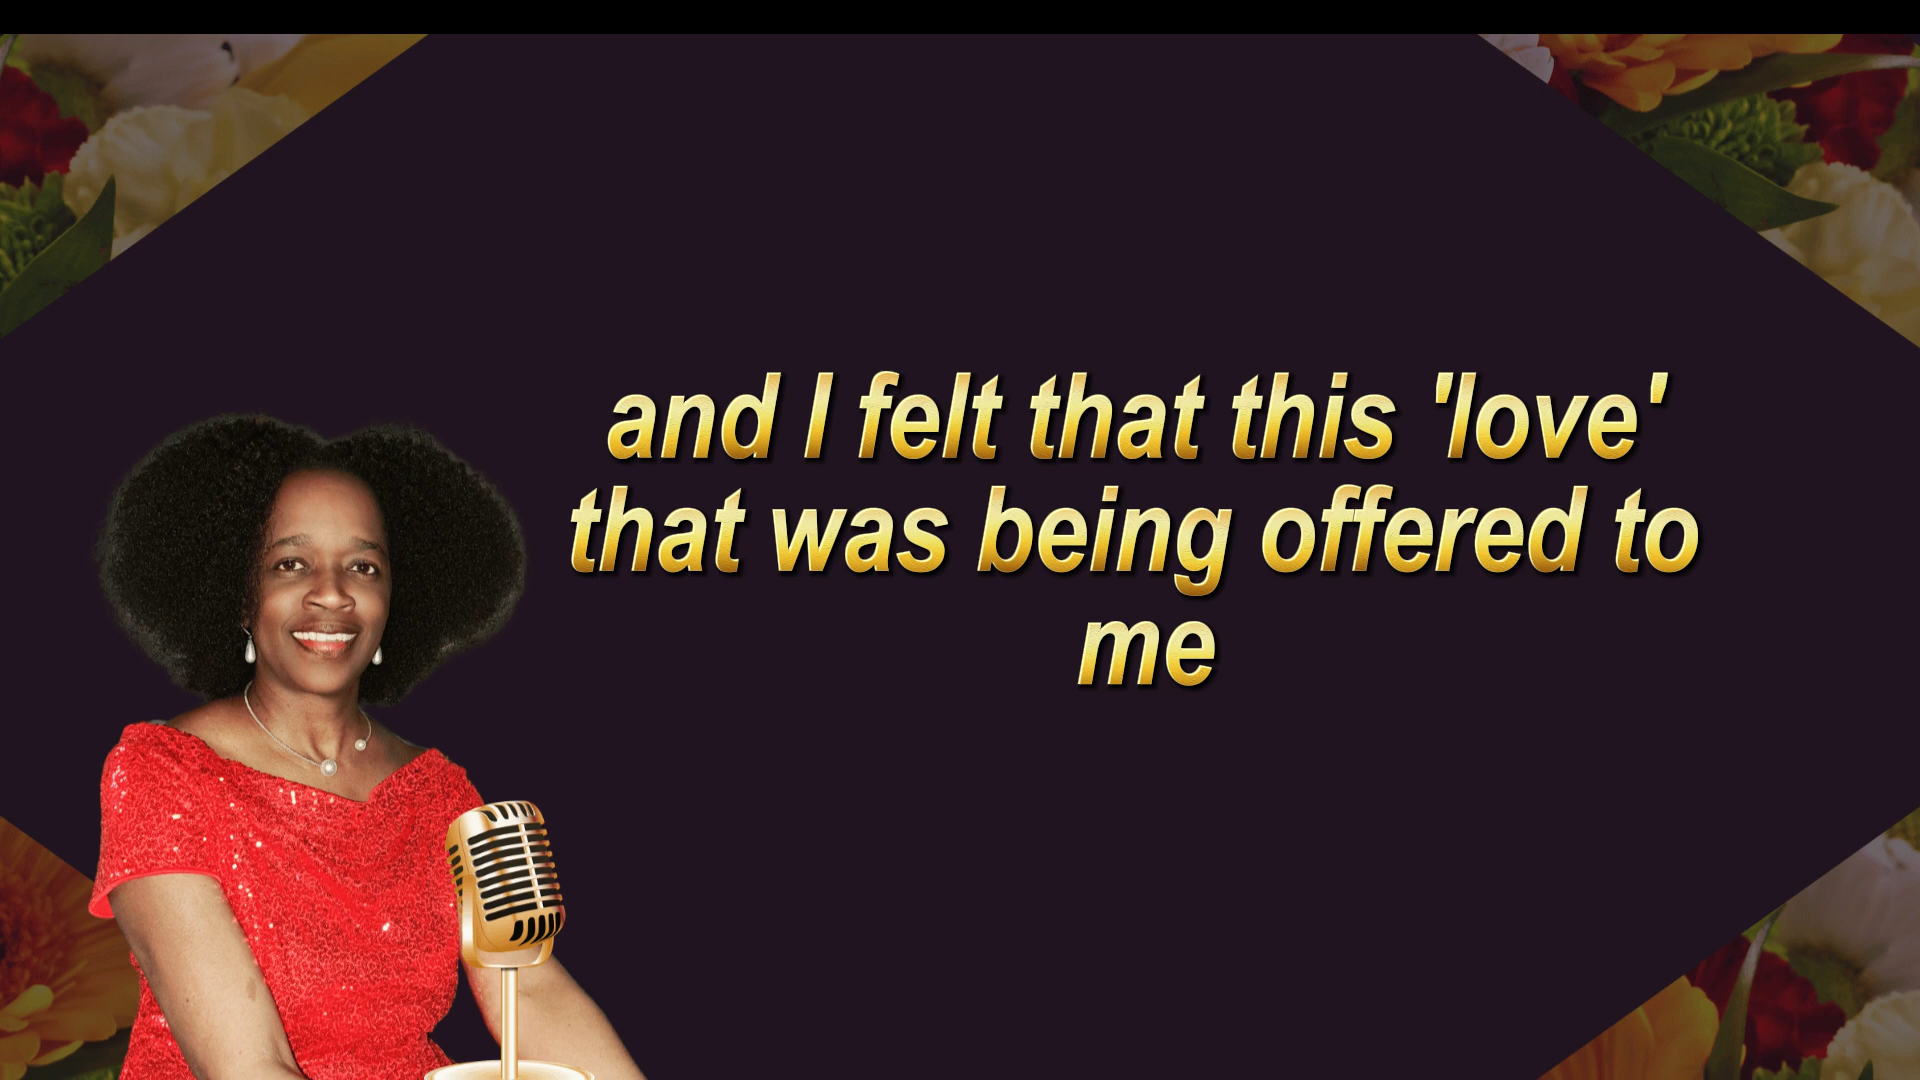 and I felt that this 'love'
that was being offered to
me